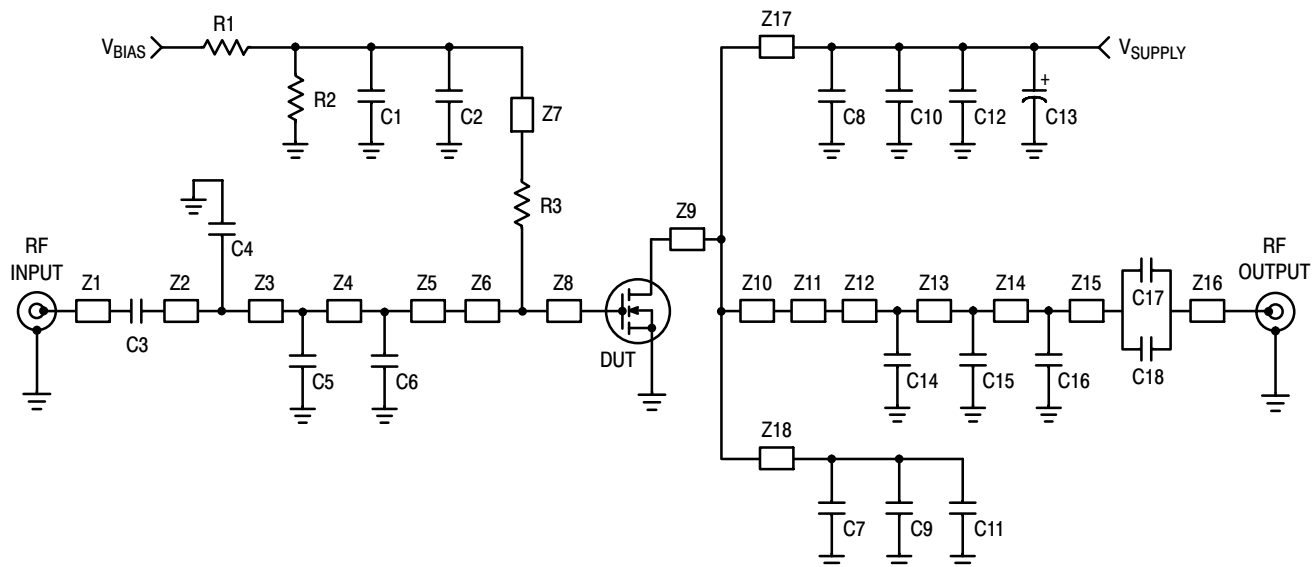 R1
Z17
V_BIAS
V_SUPPLY
R2
C1
C2
Z7
C8
C10
C12
+
C13
R3
C4
Z9
RF
INPUT
RF
OUTPUT
Z1
Z2
Z3
Z4
Z5
Z6
Z8
Z10
Z11
Z12
Z13
Z14
Z15
C17
Z16
C3
DUT
C5
C6
C14
C15
C16
C18
Z18
C7
C9
C11